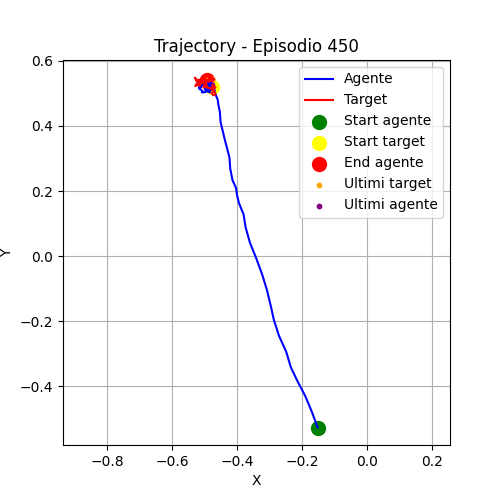 Trajectory - Episodio 450
Agente
Target
Start agente
Start target
End agente
Ultimi target
Ultimi agente
0.6
0.4
0.2
0.0
−0.2
−0.4
Y
−0.8
−0.6
−0.4
−0.2
0.0
0.2
X